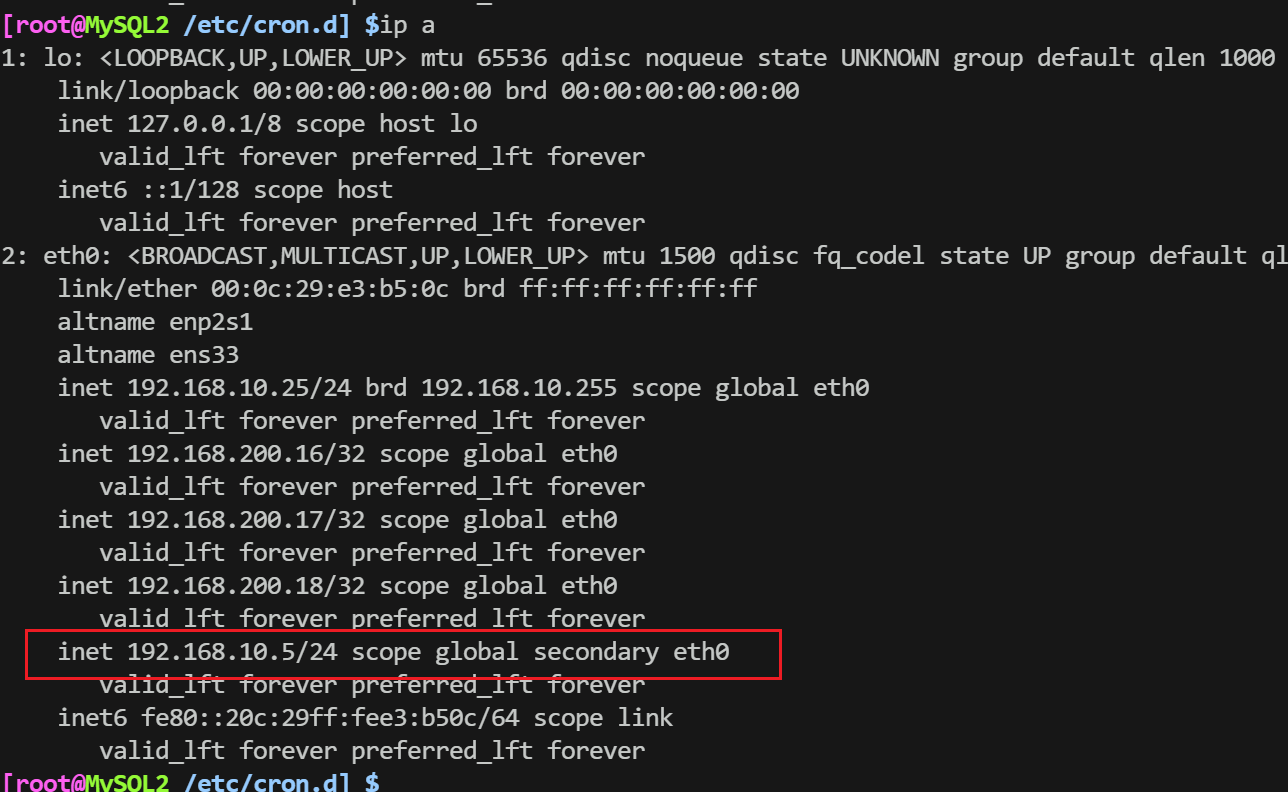 [root@MySQL2 /etc/cron.d] $ip a
1: lo: <LOOPBACK,UP,LOWER_UP> mtu 65536 qdisc noqueue state UNKNOWN group default qlen 1000
    link/loopback 00:00:00:00:00:00 brd 00:00:00:00:00:00
    inet 127.0.0.1/8 scope host lo
       valid_lft forever preferred_lft forever
    inet6 ::1/128 scope host
       valid_lft forever preferred_lft forever
2: eth0: <BROADCAST,MULTICAST,UP,LOWER_UP> mtu 1500 qdisc fq_codel state UP group default ql
    link/ether 00:0c:29:e3:b5:0c brd ff:ff:ff:ff:ff:ff
    altname enp2s1
    altname ens33
    inet 192.168.10.25/24 brd 192.168.10.255 scope global eth0
       valid_lft forever preferred_lft forever
    inet 192.168.200.16/32 scope global eth0
       valid_lft forever preferred_lft forever
    inet 192.168.200.17/32 scope global eth0
       valid_lft forever preferred_lft forever
    inet 192.168.200.18/32 scope global eth0
       valid_lft forever preferred_lft forever
    inet 192.168.10.5/24 scope global secondary eth0
       valid_lft forever preferred_lft forever
    inet6 fe80::20c:29ff:fee3:b50c/64 scope link
       valid_lft forever preferred_lft forever
[root@MySQL2 /etc/cron.d] $